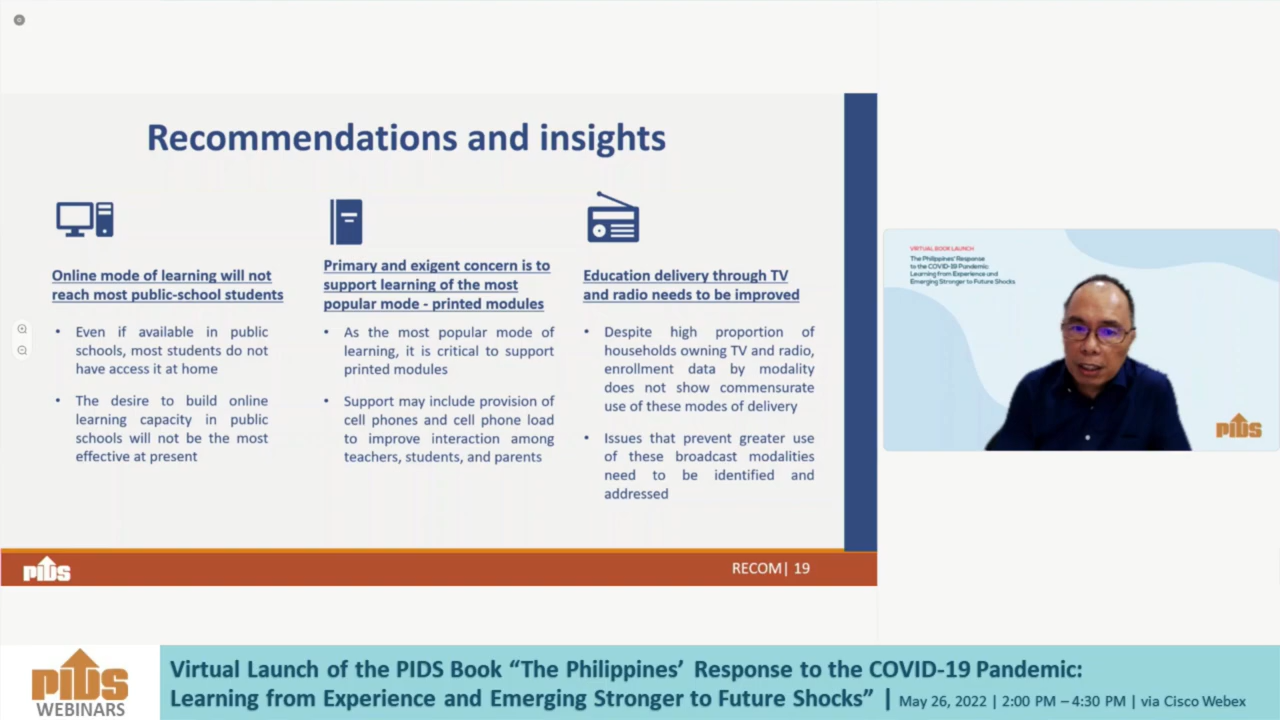 Recommendations and insights
Online mode of learning will not
reach most public-school students
• Even if available in public
schools, most students do not
have access it at home
• The desire to build online
learning capacity in public
schools will not be the most
effective at present
Primary and exigent concern is to
support learning of the most
popular mode - printed modules
• As the most popular mode of
learning, it is critical to support
printed modules
• Support may include provision of
cell phones and cell phone load
to improve interaction among
teachers, students, and parents
Education delivery through TV
and radio needs to be improved
• Despite high proportion of
households owning TV and radio,
enrollment data by modality
does not show commensurate
use of these modes of delivery
• Issues that prevent greater use
of these broadcast modalities
need to be identified and
addressed
PIDS
RECOM| 19
VIRTUAL BOOK LAUNCH
The Philippines' Response
to the COVID-19 Pandemic:
Learning from Experience and
Emerging Stronger to Future Shocks
PIDS
PIDS
WEBINARS
Virtual Launch of the PIDS Book “The Philippines’ Response to the COVID-19 Pandemic:
Learning from Experience and Emerging Stronger to Future Shocks” | May 26, 2022 | 2:00 PM – 4:30 PM | via Cisco Webex